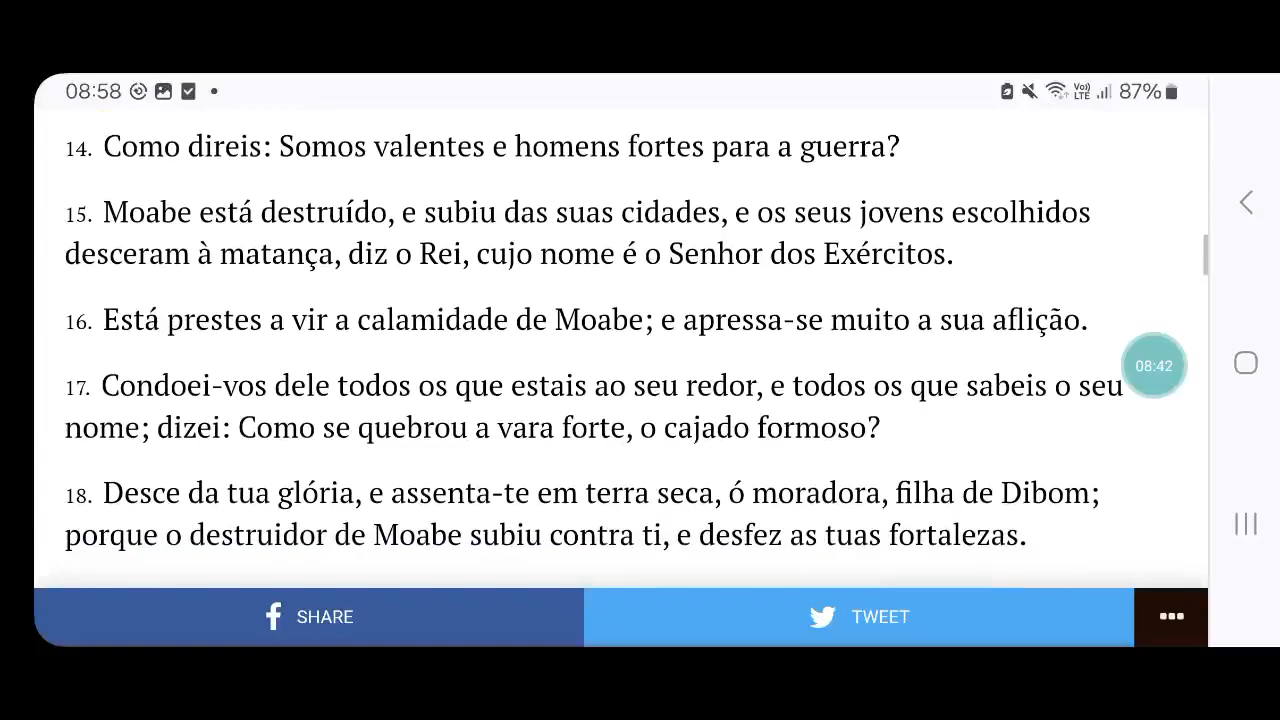 08:58
87%
14. Como direis: Somos valentes e homens fortes para a guerra?
15. Moabe está destruído, e subiu das suas cidades, e os seus jovens escolhidos
desceram à matança, diz o Rei, cujo nome é o Senhor dos Exércitos.
16. Está prestes a vir a calamidade de Moabe; e apressa-se muito a sua aflição.
08:42
17. Condoei-vos dele todos os que estais ao seu redor, e todos os que sabeis o seu
nome; dizei: Como se quebrou a vara forte, o cajado formoso?
18. Desce da tua glória, e assenta-te em terra seca, ó moradora, filha de Dibom;
porque o destruidor de Moabe subiu contra ti, e desfez as tuas fortalezas.
SHARE
TWEET